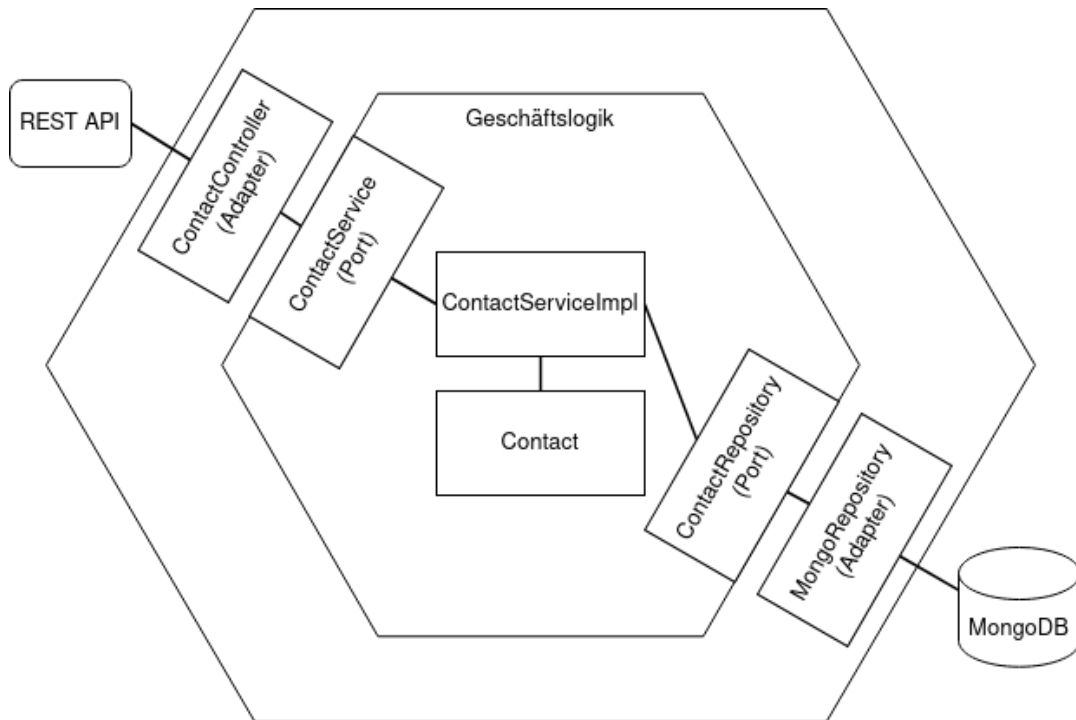 REST API
ContactController
(Adapter)
ContactService
(Port)
Geschäftslogik
ContactServiceImpl
Contact
ContactRepository
(Port)
MongoRepository
(Adapter)
MongoDB